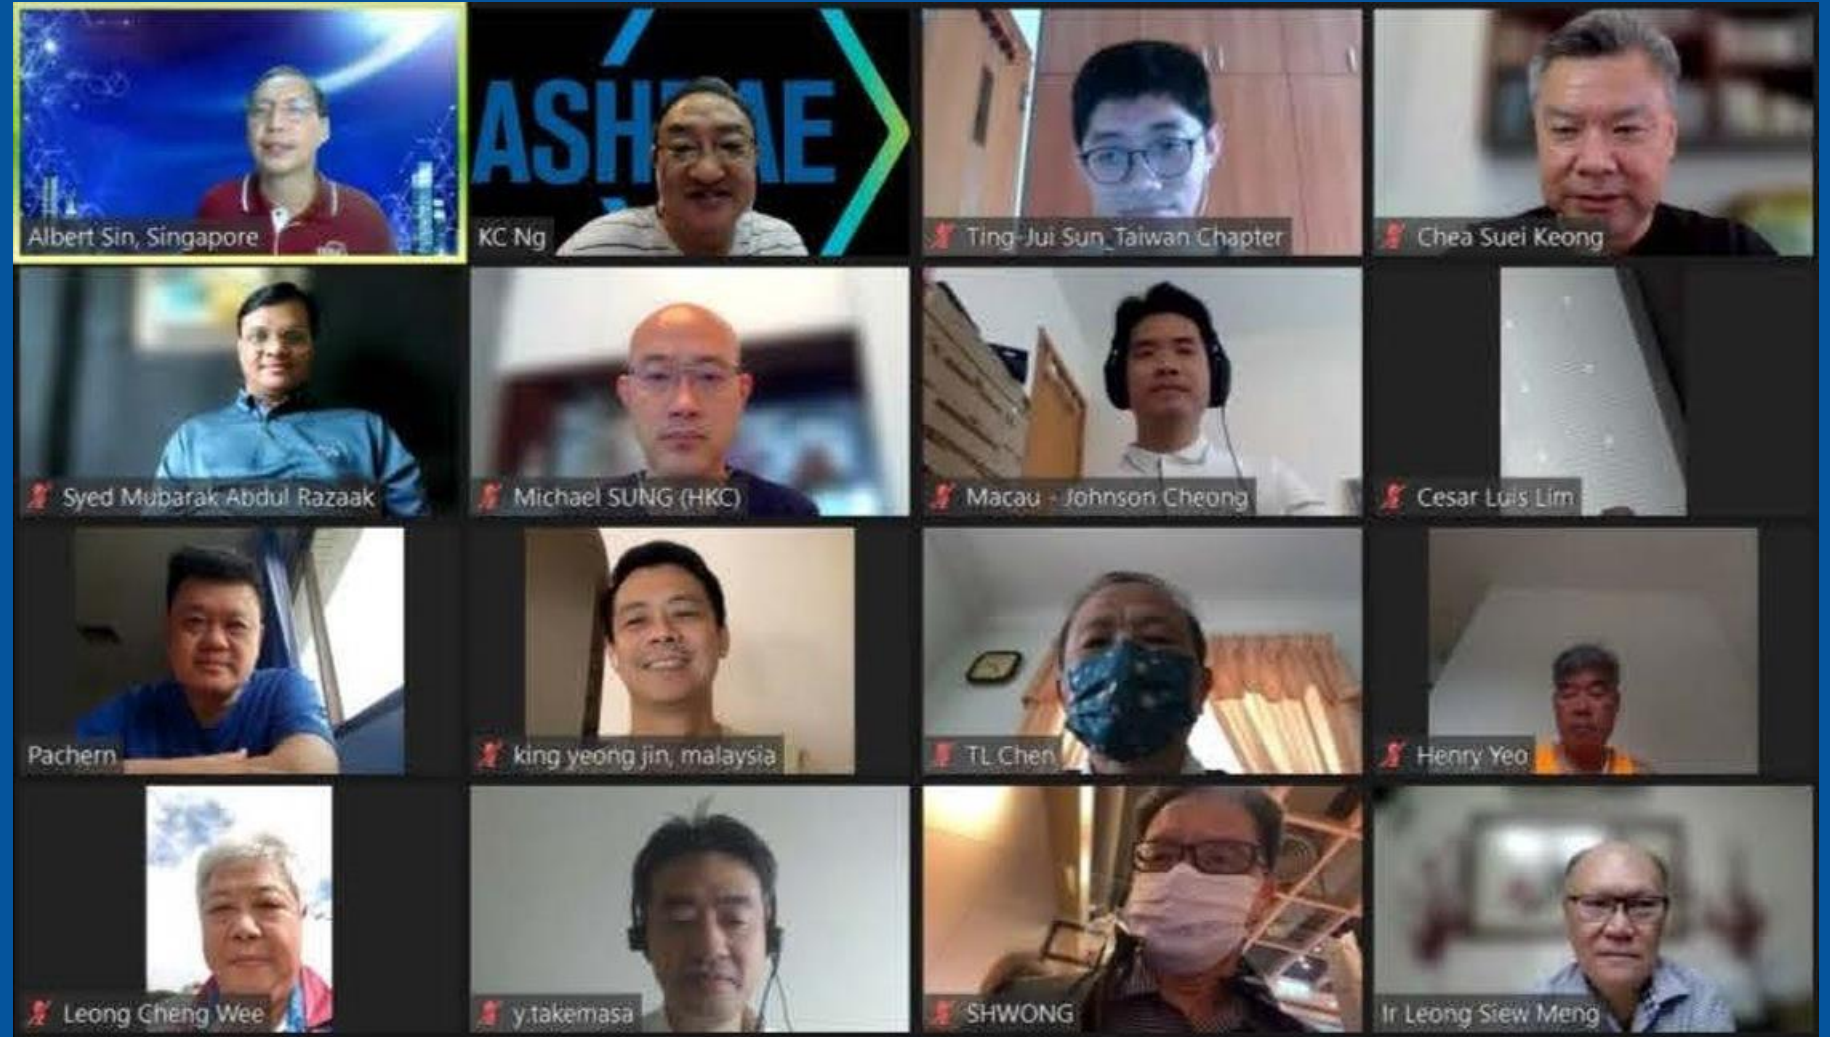 Albert Sin, Singapore
ASHRAE
KC Ng
Ting-Jui Sun_Taiwan Chapter
Chea Suei Keong
Syed Mubarak Abdul Razaak
Michael SUNG (HKC)
Macau - Johnson Cheong
Cesar Luis Lim
Pachern
king yeong jin, malaysia
TL Chen
Henry Yeo
Leong Cheng Wee
y.takemasa
SHWONG
Ir Leong Siew Meng